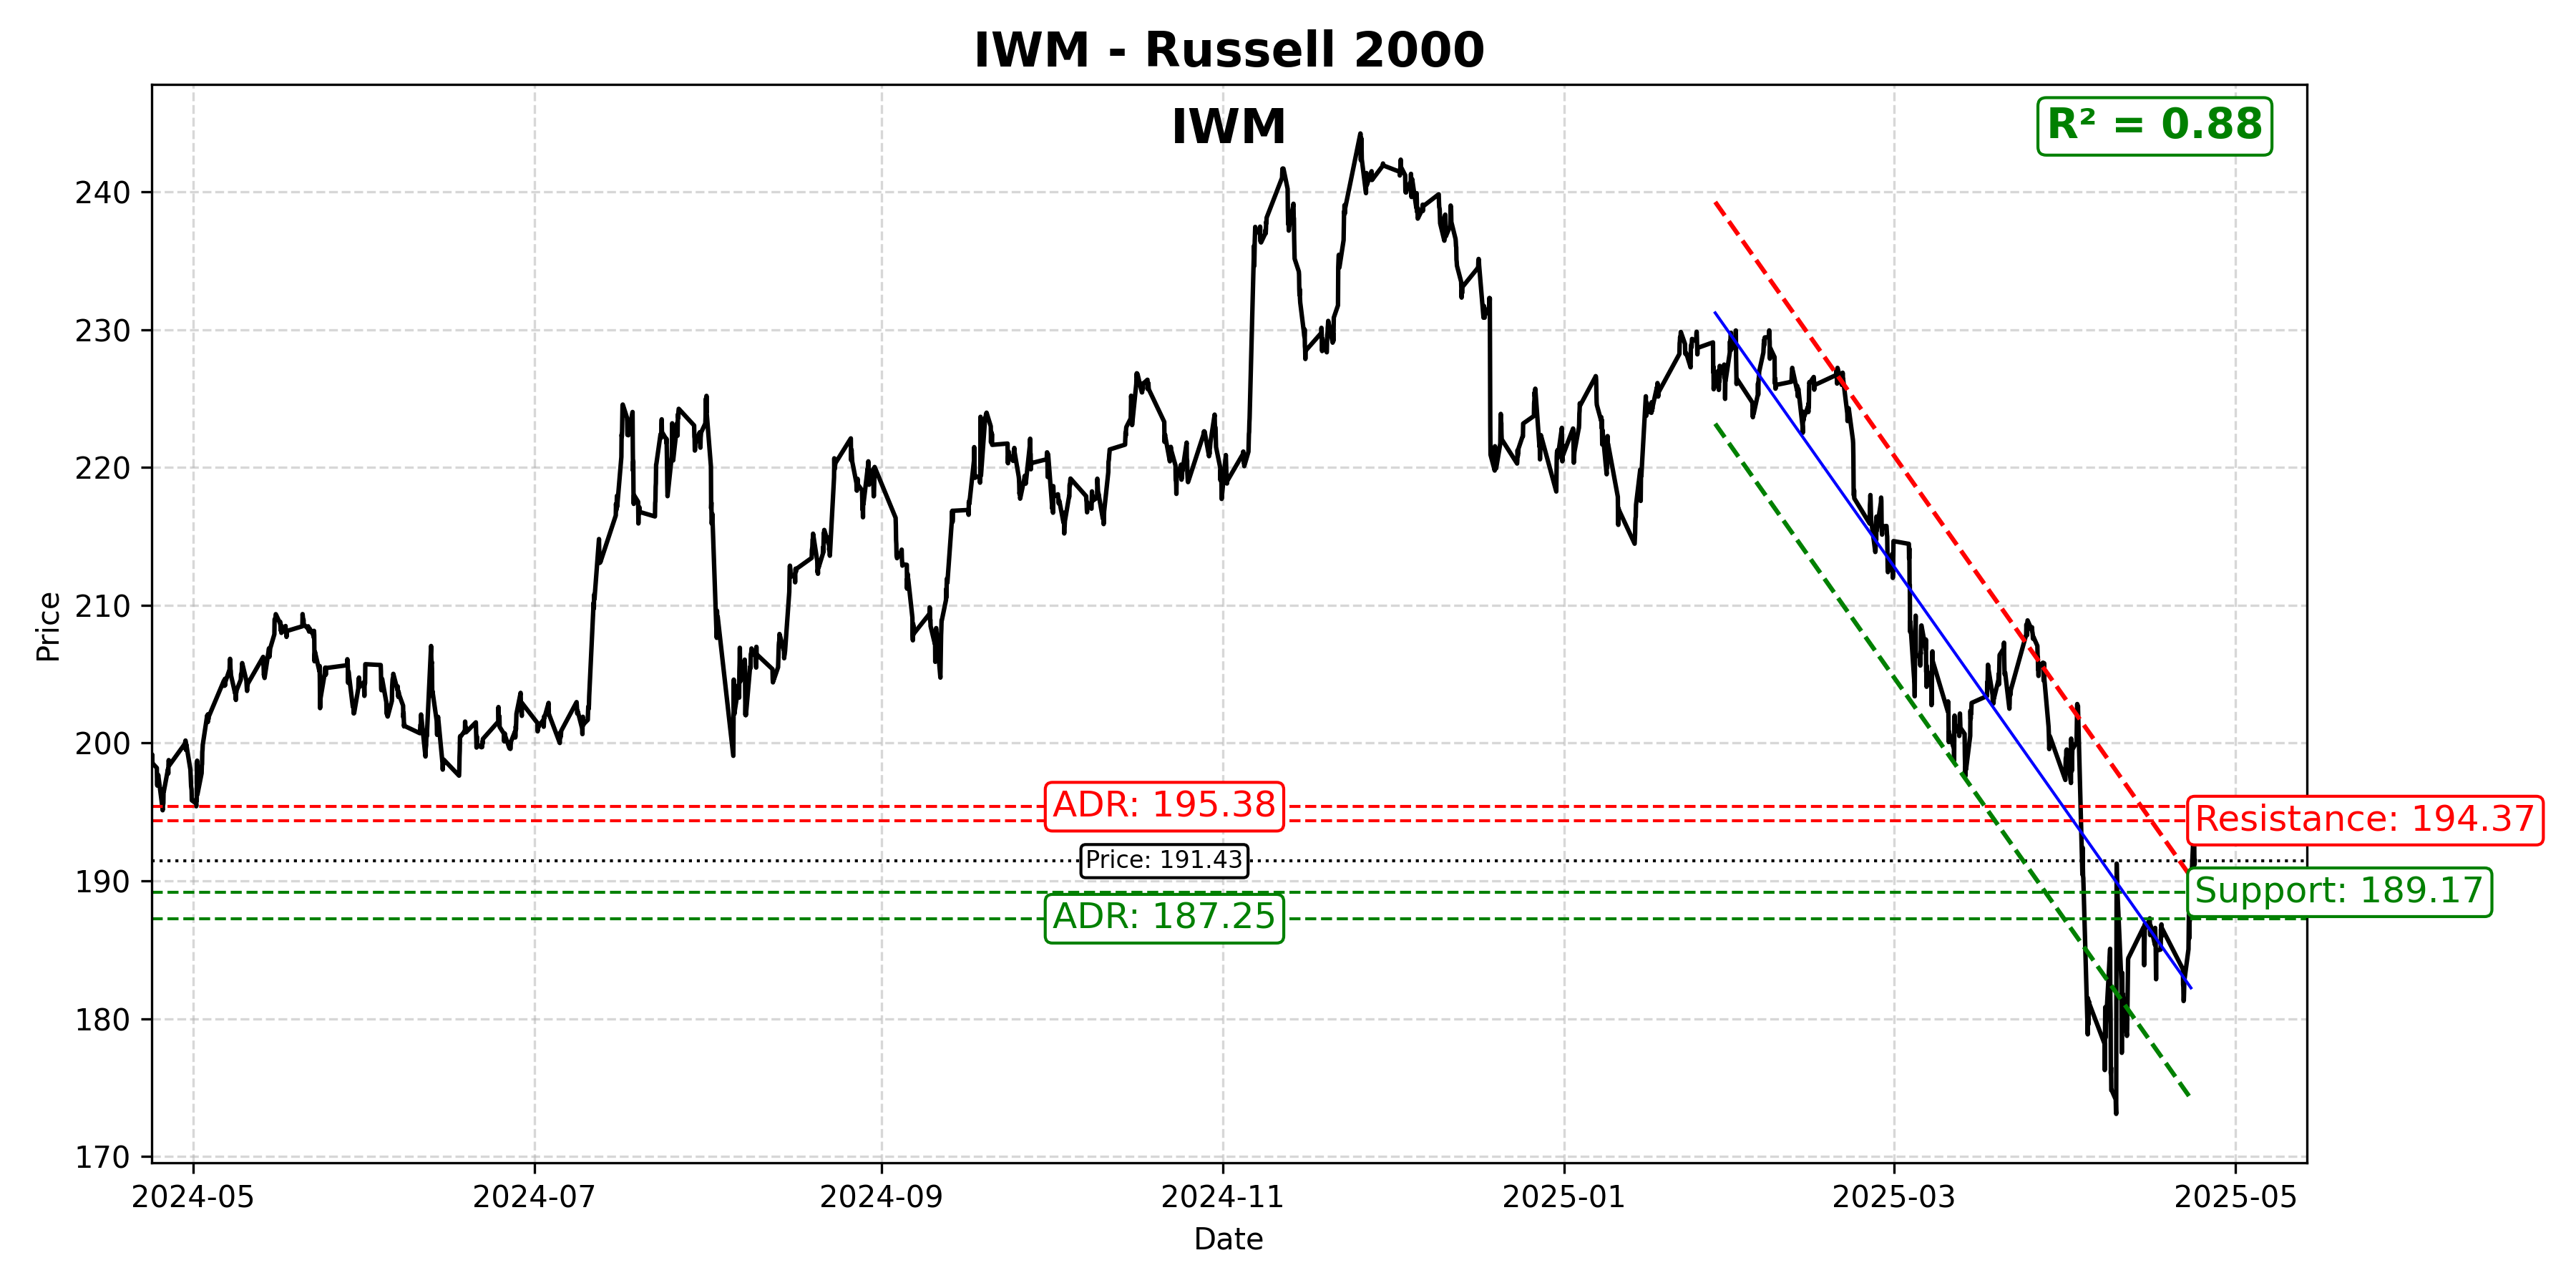 IWM - Russell 2000
IWM
R² = 0.88
240
230
220
210
200
190
180
170
Price
ADR: 195.38
Resistance: 194.37
Price: 191.43
Support: 189.17
ADR: 187.25
2024-05
2024-07
2024-09
2024-11
2025-01
2025-03
2025-05
Date